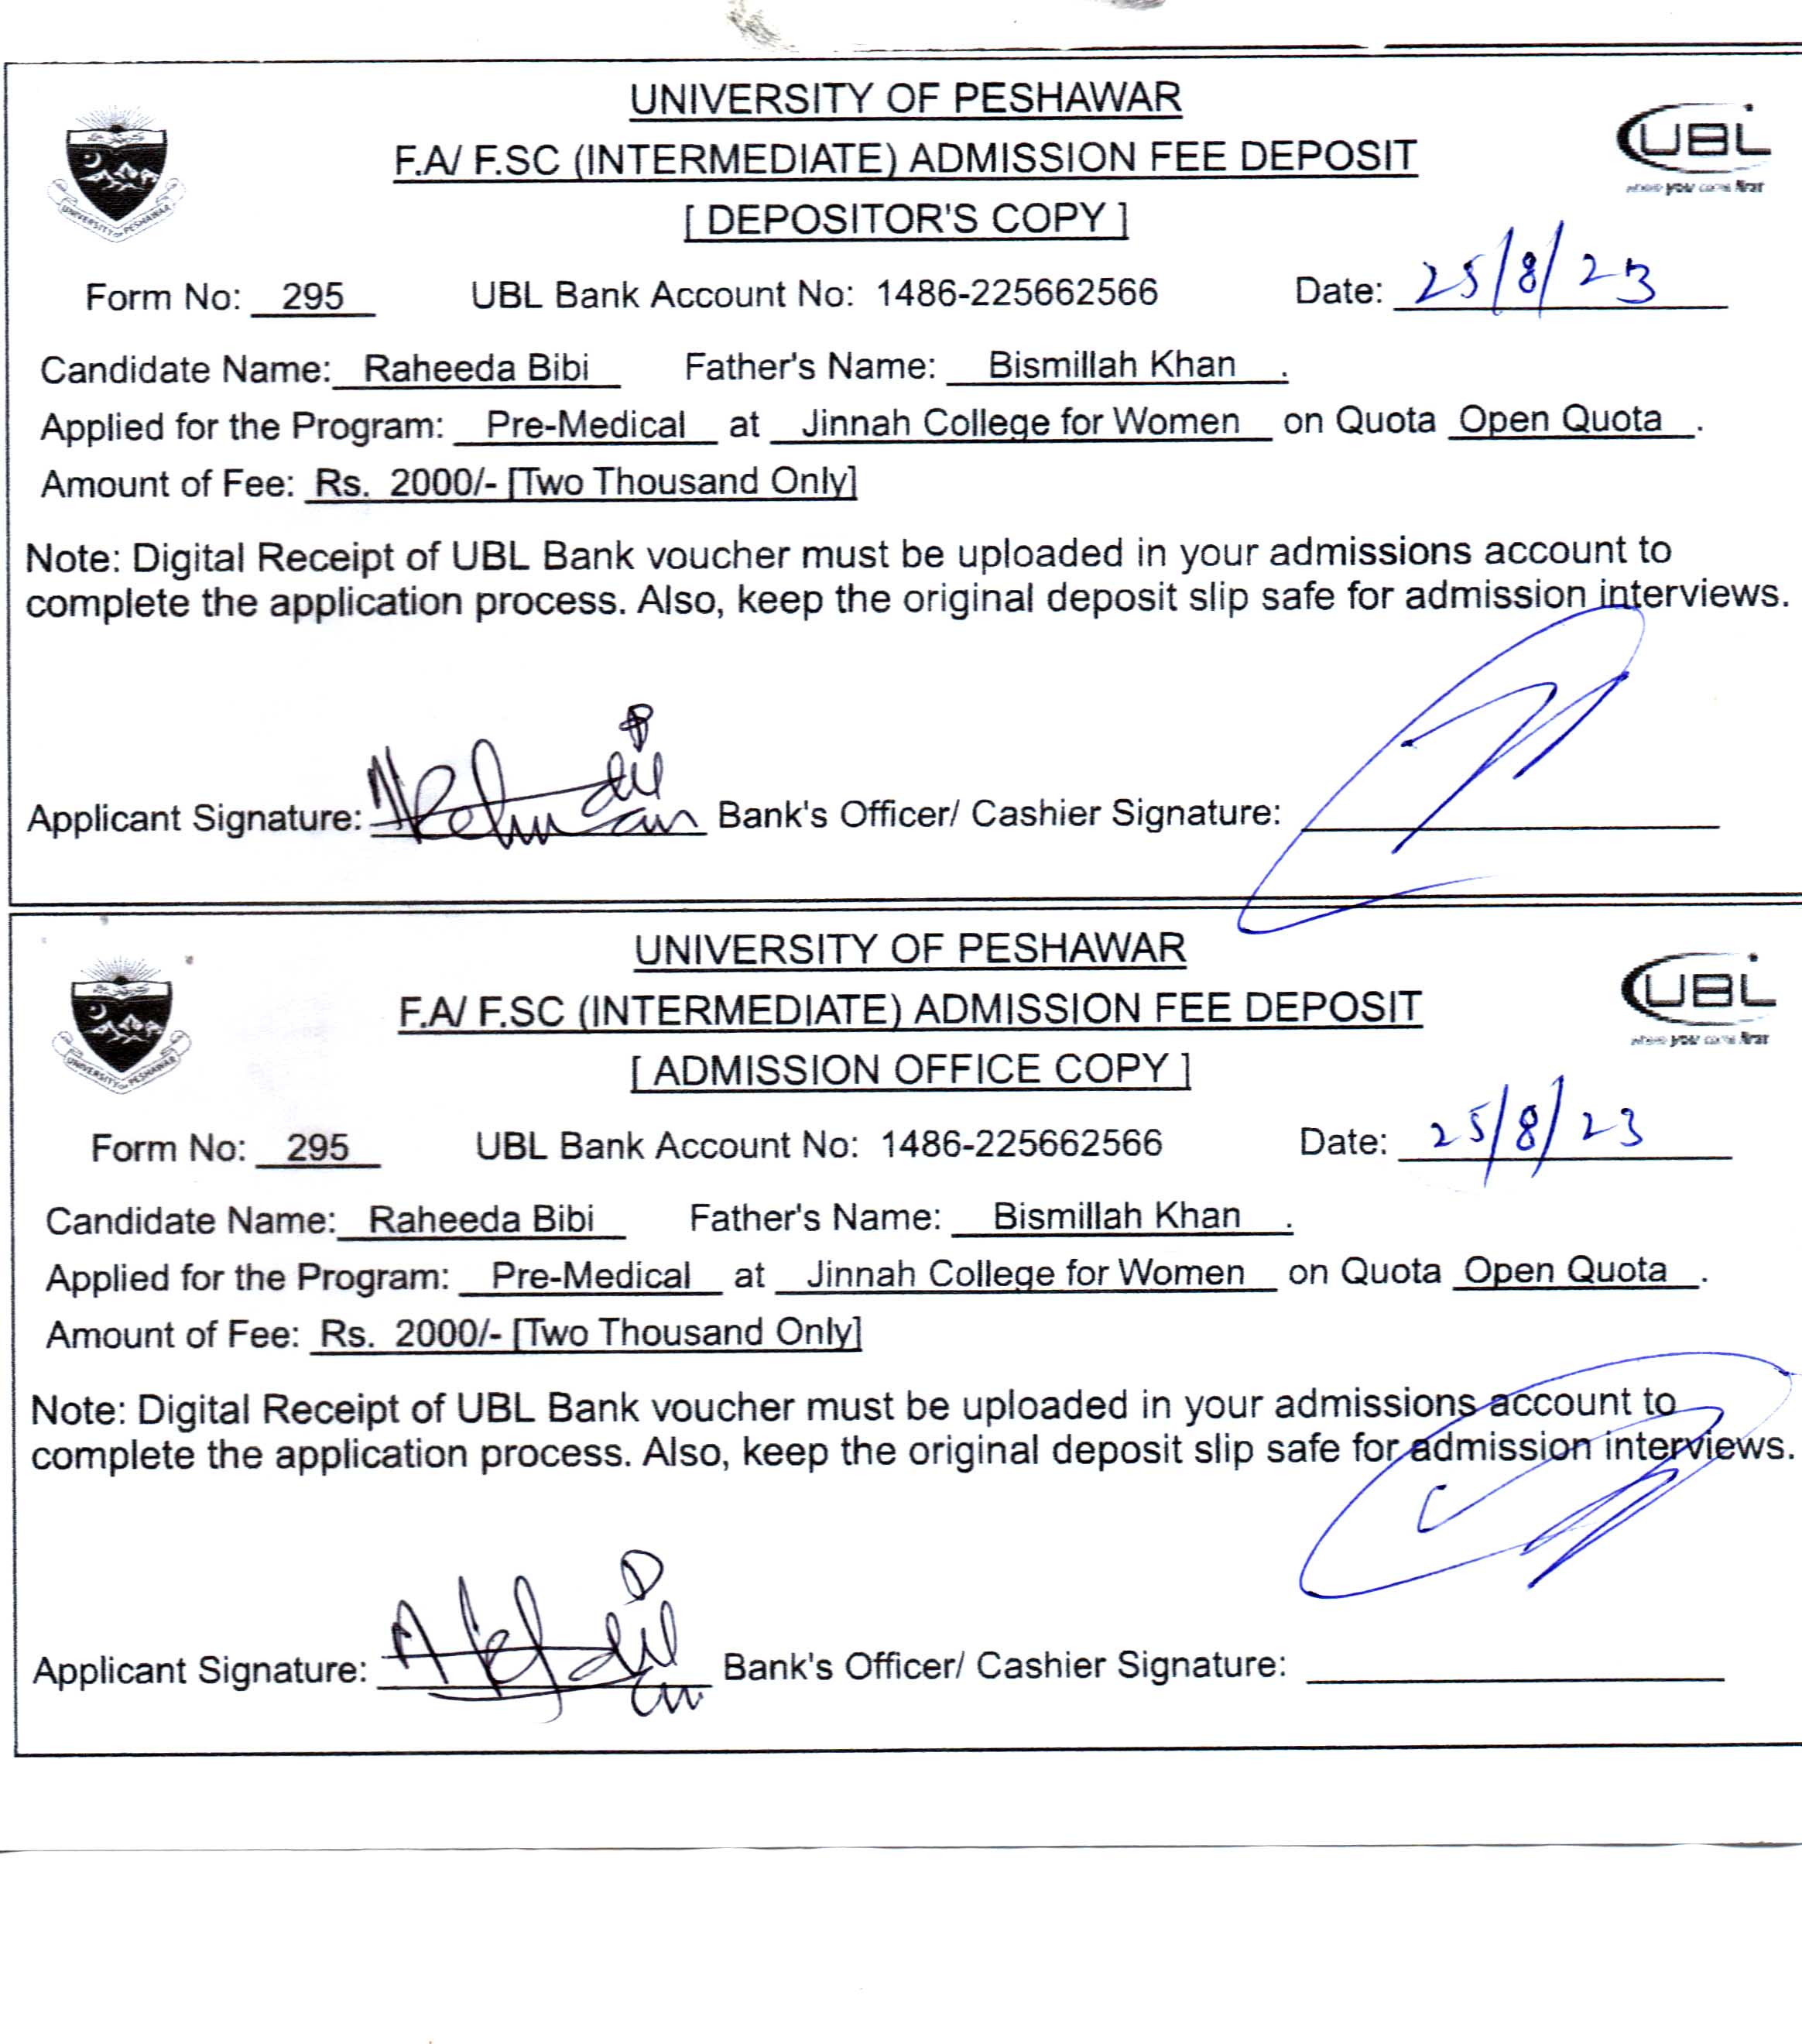 UNIVERSITY OF PESHAWAR
F.A/ F.SC (INTERMEDIATE) ADMISSION FEE DEPOSIT
[ DEPOSITOR'S COPY ]
UNIVERSITY OF PESHAWAR
UBL
where you come first
Form No: 295 UBL Bank Account No: 1486-225662566 Date: 25/8/23
Candidate Name: Raheeda Bibi Father's Name: Bismillah Khan .
Applied for the Program: Pre-Medical at Jinnah College for Women on Quota Open Quota .
Amount of Fee: Rs. 2000/- [Two Thousand Only]
Note: Digital Receipt of UBL Bank voucher must be uploaded in your admissions account to
complete the application process. Also, keep the original deposit slip safe for admission interviews.
Applicant Signature: Bank's Officer/ Cashier Signature:
UNIVERSITY OF PESHAWAR
F.A/ F.SC (INTERMEDIATE) ADMISSION FEE DEPOSIT
[ ADMISSION OFFICE COPY ]
UNIVERSITY OF PESHAWAR
UBL
where you come first
Form No: 295 UBL Bank Account No: 1486-225662566 Date: 25/8/23
Candidate Name: Raheeda Bibi Father's Name: Bismillah Khan .
Applied for the Program: Pre-Medical at Jinnah College for Women on Quota Open Quota .
Amount of Fee: Rs. 2000/- [Two Thousand Only]
Note: Digital Receipt of UBL Bank voucher must be uploaded in your admissions account to
complete the application process. Also, keep the original deposit slip safe for admission interviews.
Applicant Signature: Bank's Officer/ Cashier Signature: